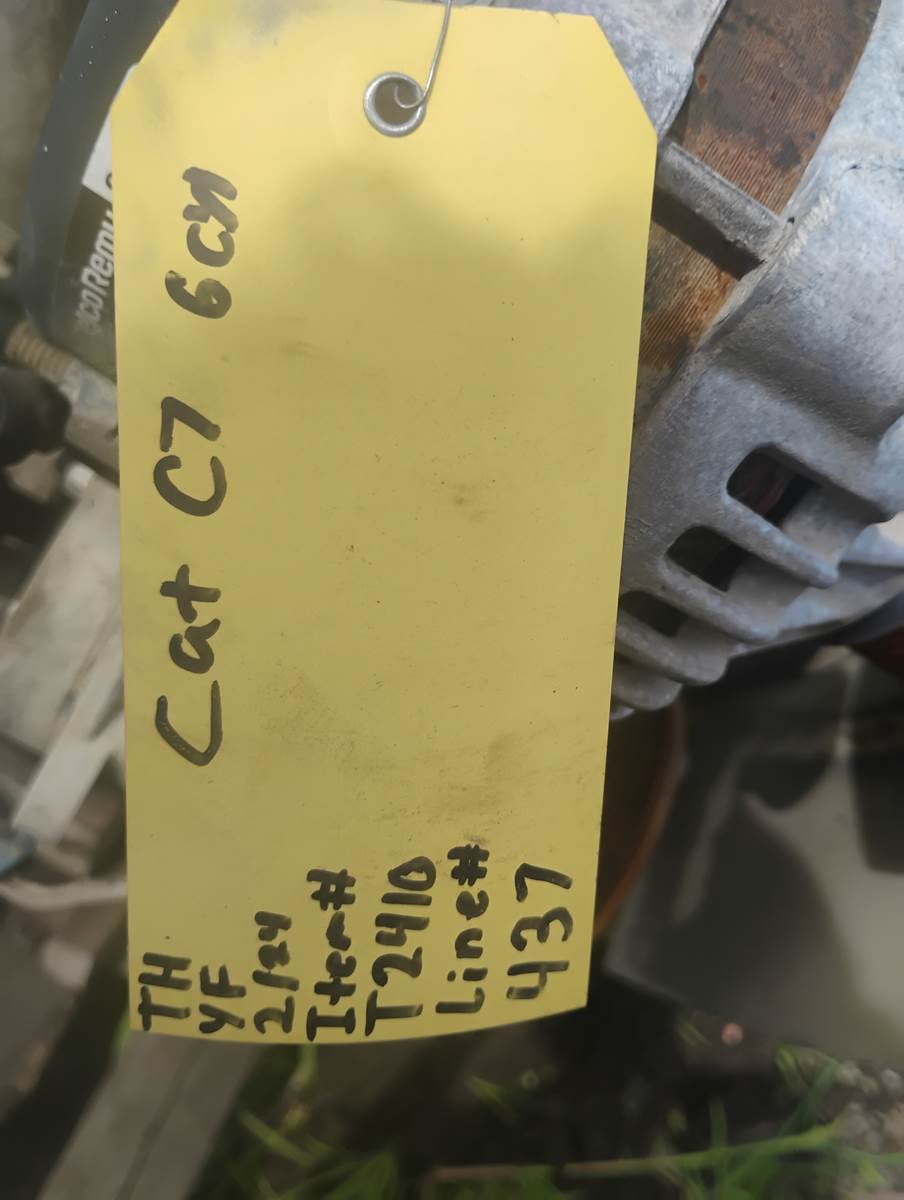 Cat C7 6cyl
TH
YF
2/24
Item#
T2410
Line#
437